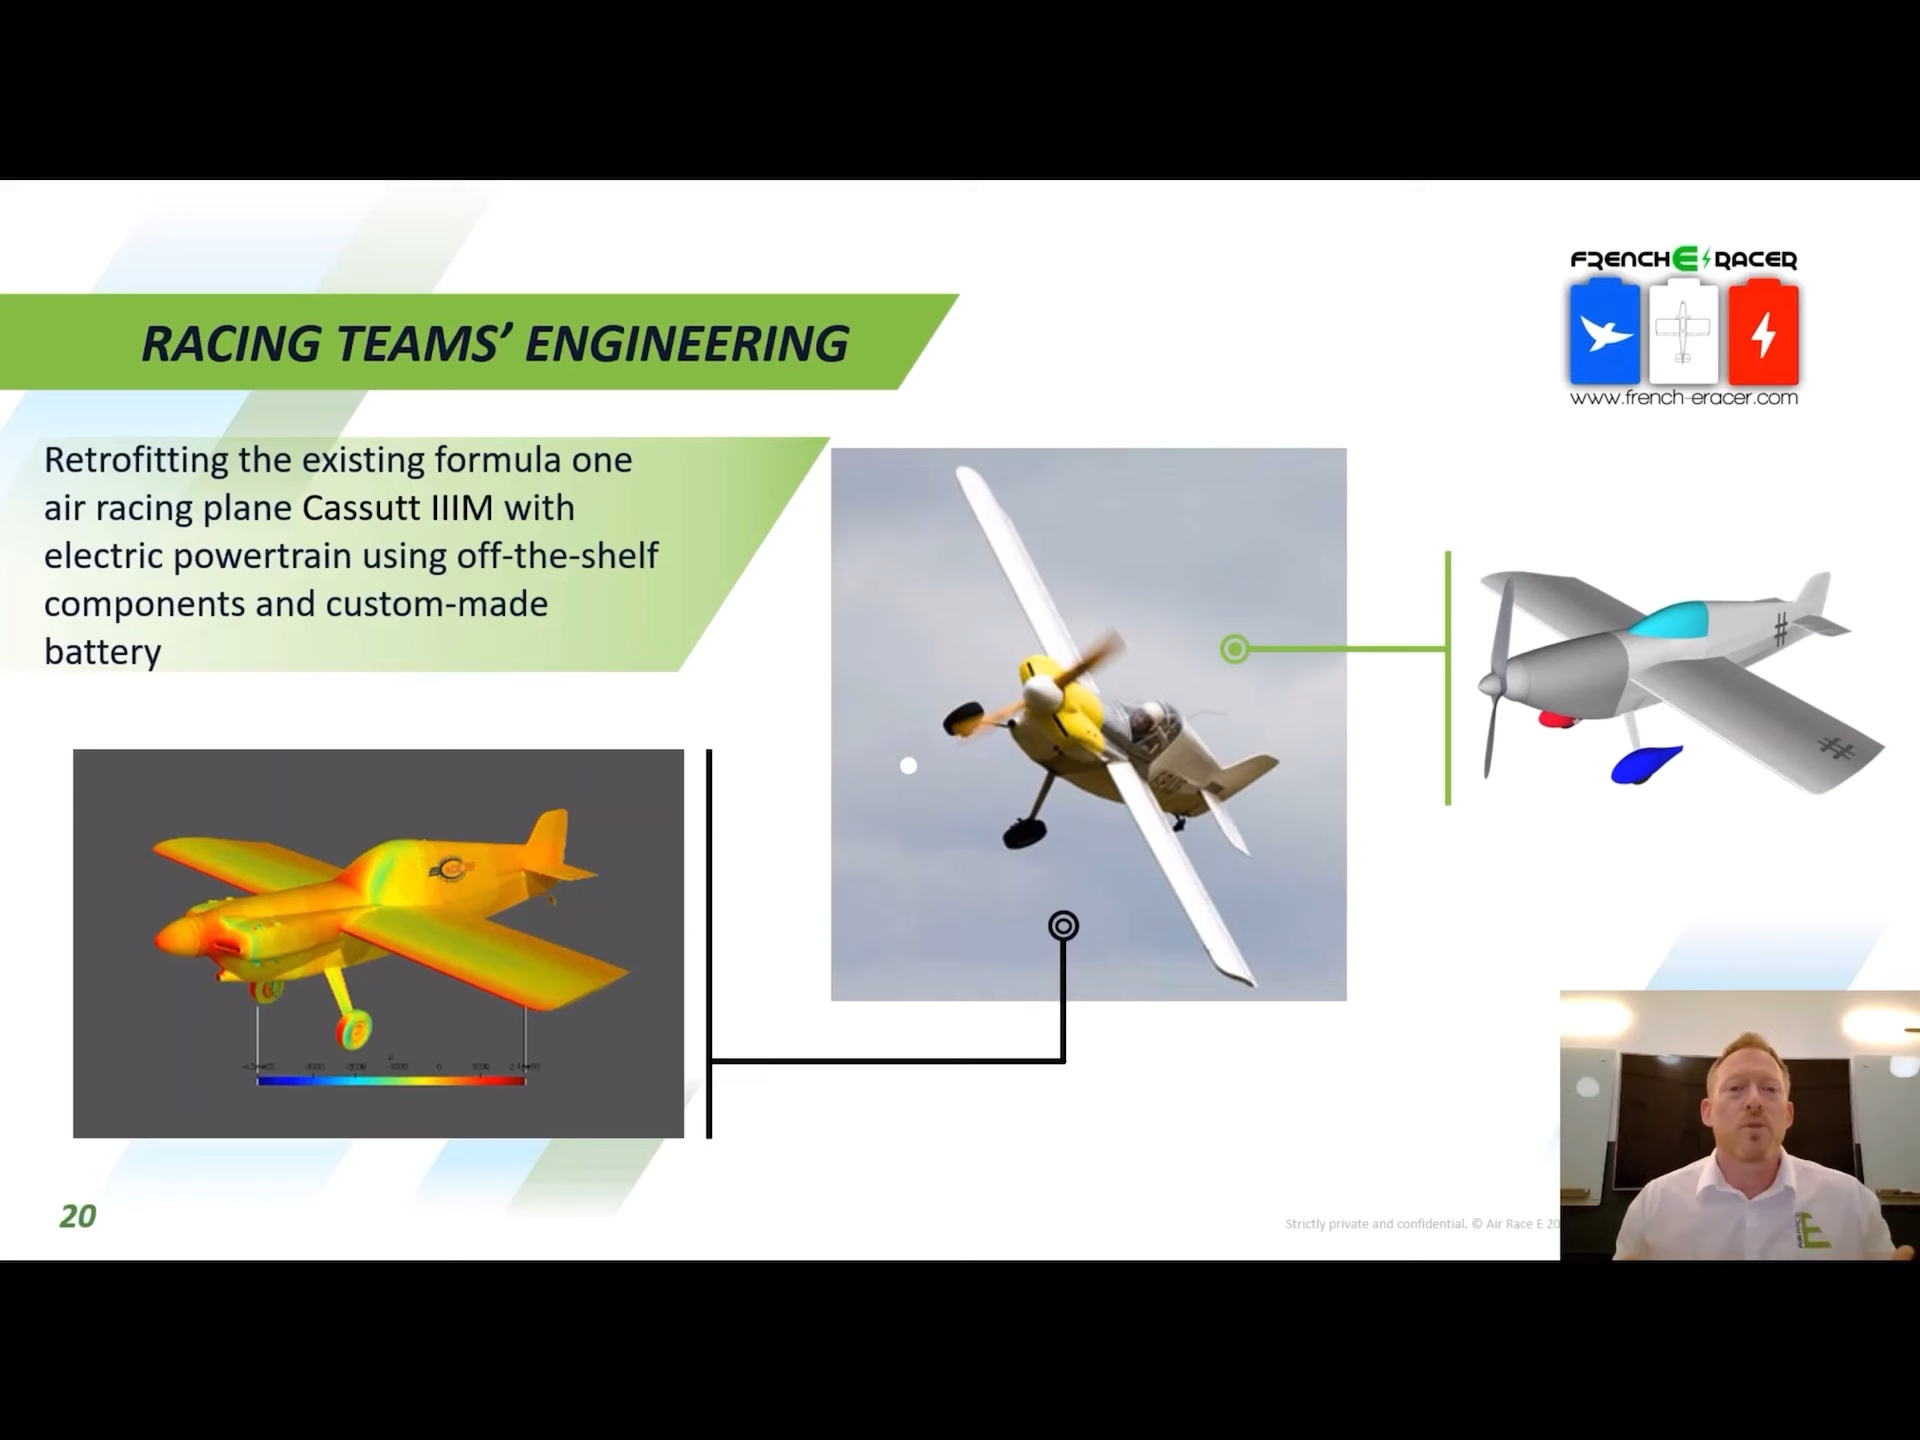 FRENCH E RACER
www.french-eracer.com
RACING TEAMS’ ENGINEERING
Retrofitting the existing formula one
air racing plane Cassutt IIIM with
electric powertrain using off-the-shelf
components and custom-made
battery
20
Strictly private and confidential. © Air Race E 20